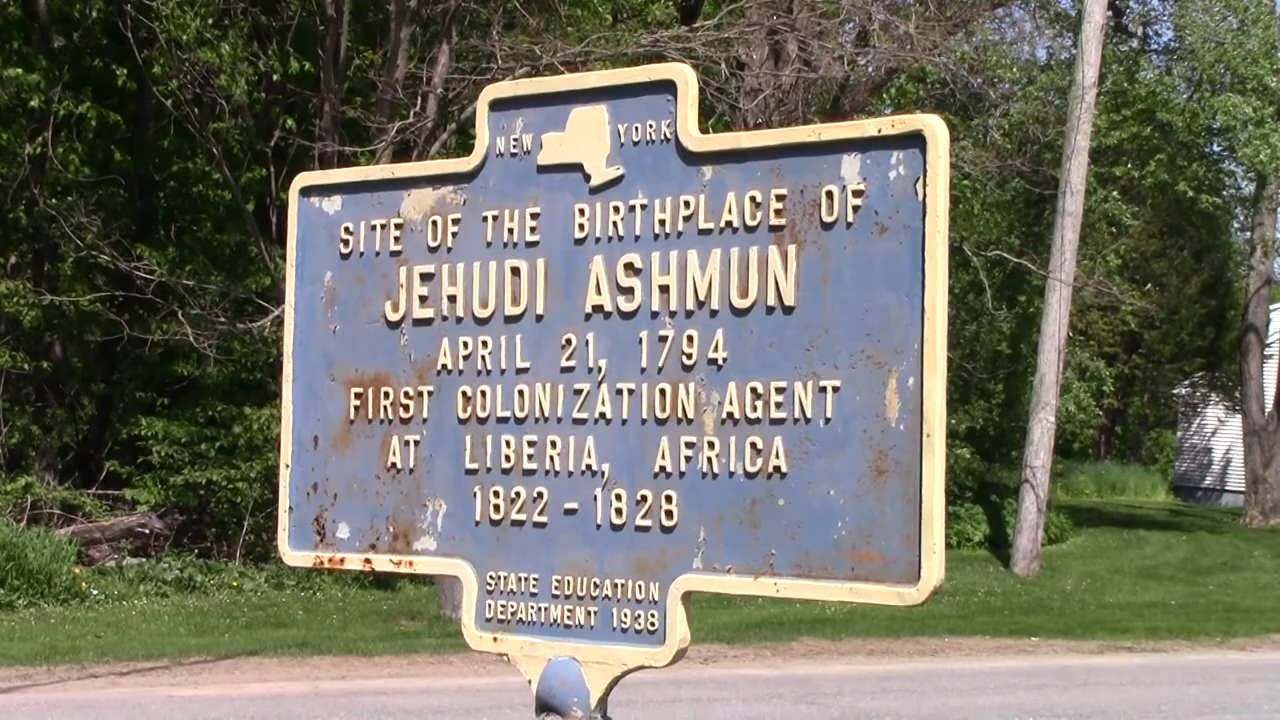 NEW YORK
SITE OF THE BIRTHPLACE OF
JEHUDI ASHMUN
APRIL 21, 1794
FIRST COLONIZATION AGENT
AT LIBERIA, AFRICA
1822-1828
STATE EDUCATION
DEPARTMENT 1938